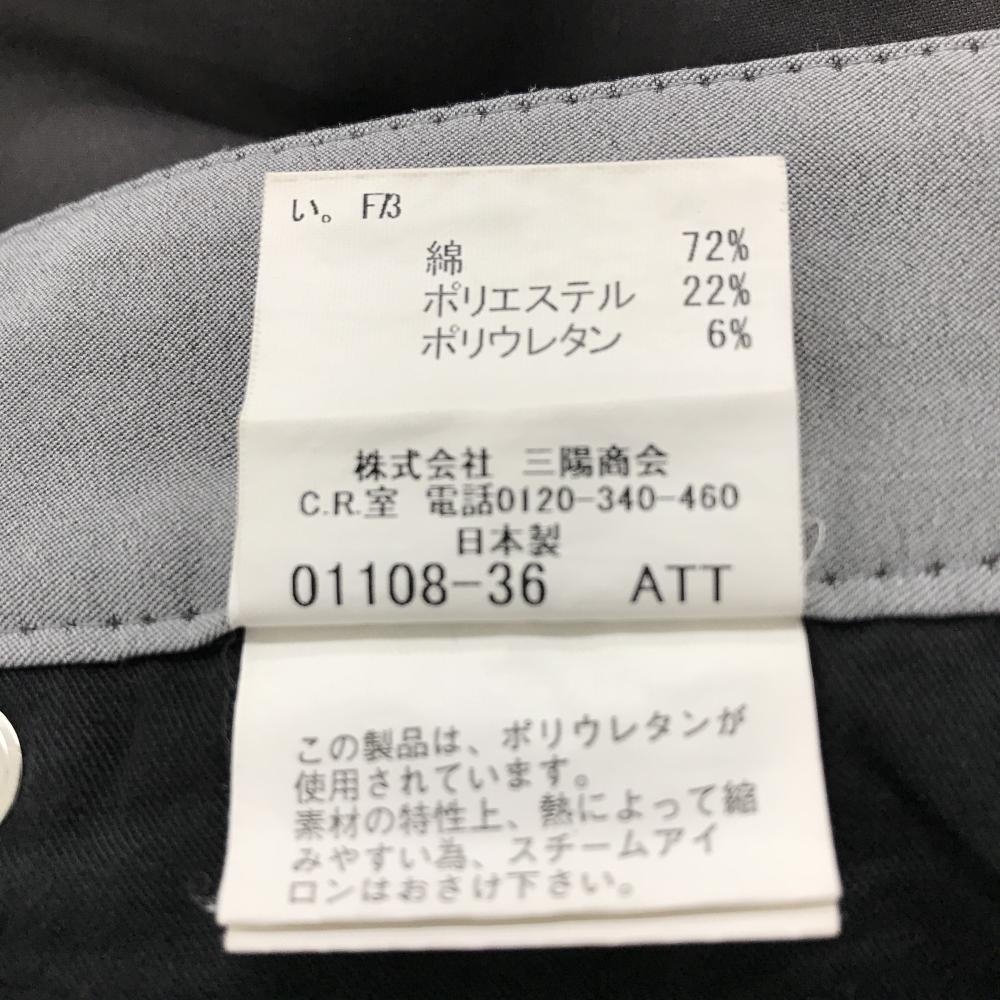 い。 F/3
綿 72%
ポリエステル 22%
ポリウレタン 6%
株式会社 三陽商会
C.R.室 電話0120-340-460
日本製
01108-36 ATT
この製品は、ポリウレタンが
使用されています。
素材の特性上、熱によって縮
みやすい為、スチームアイ
ロンはおさけ下さい。